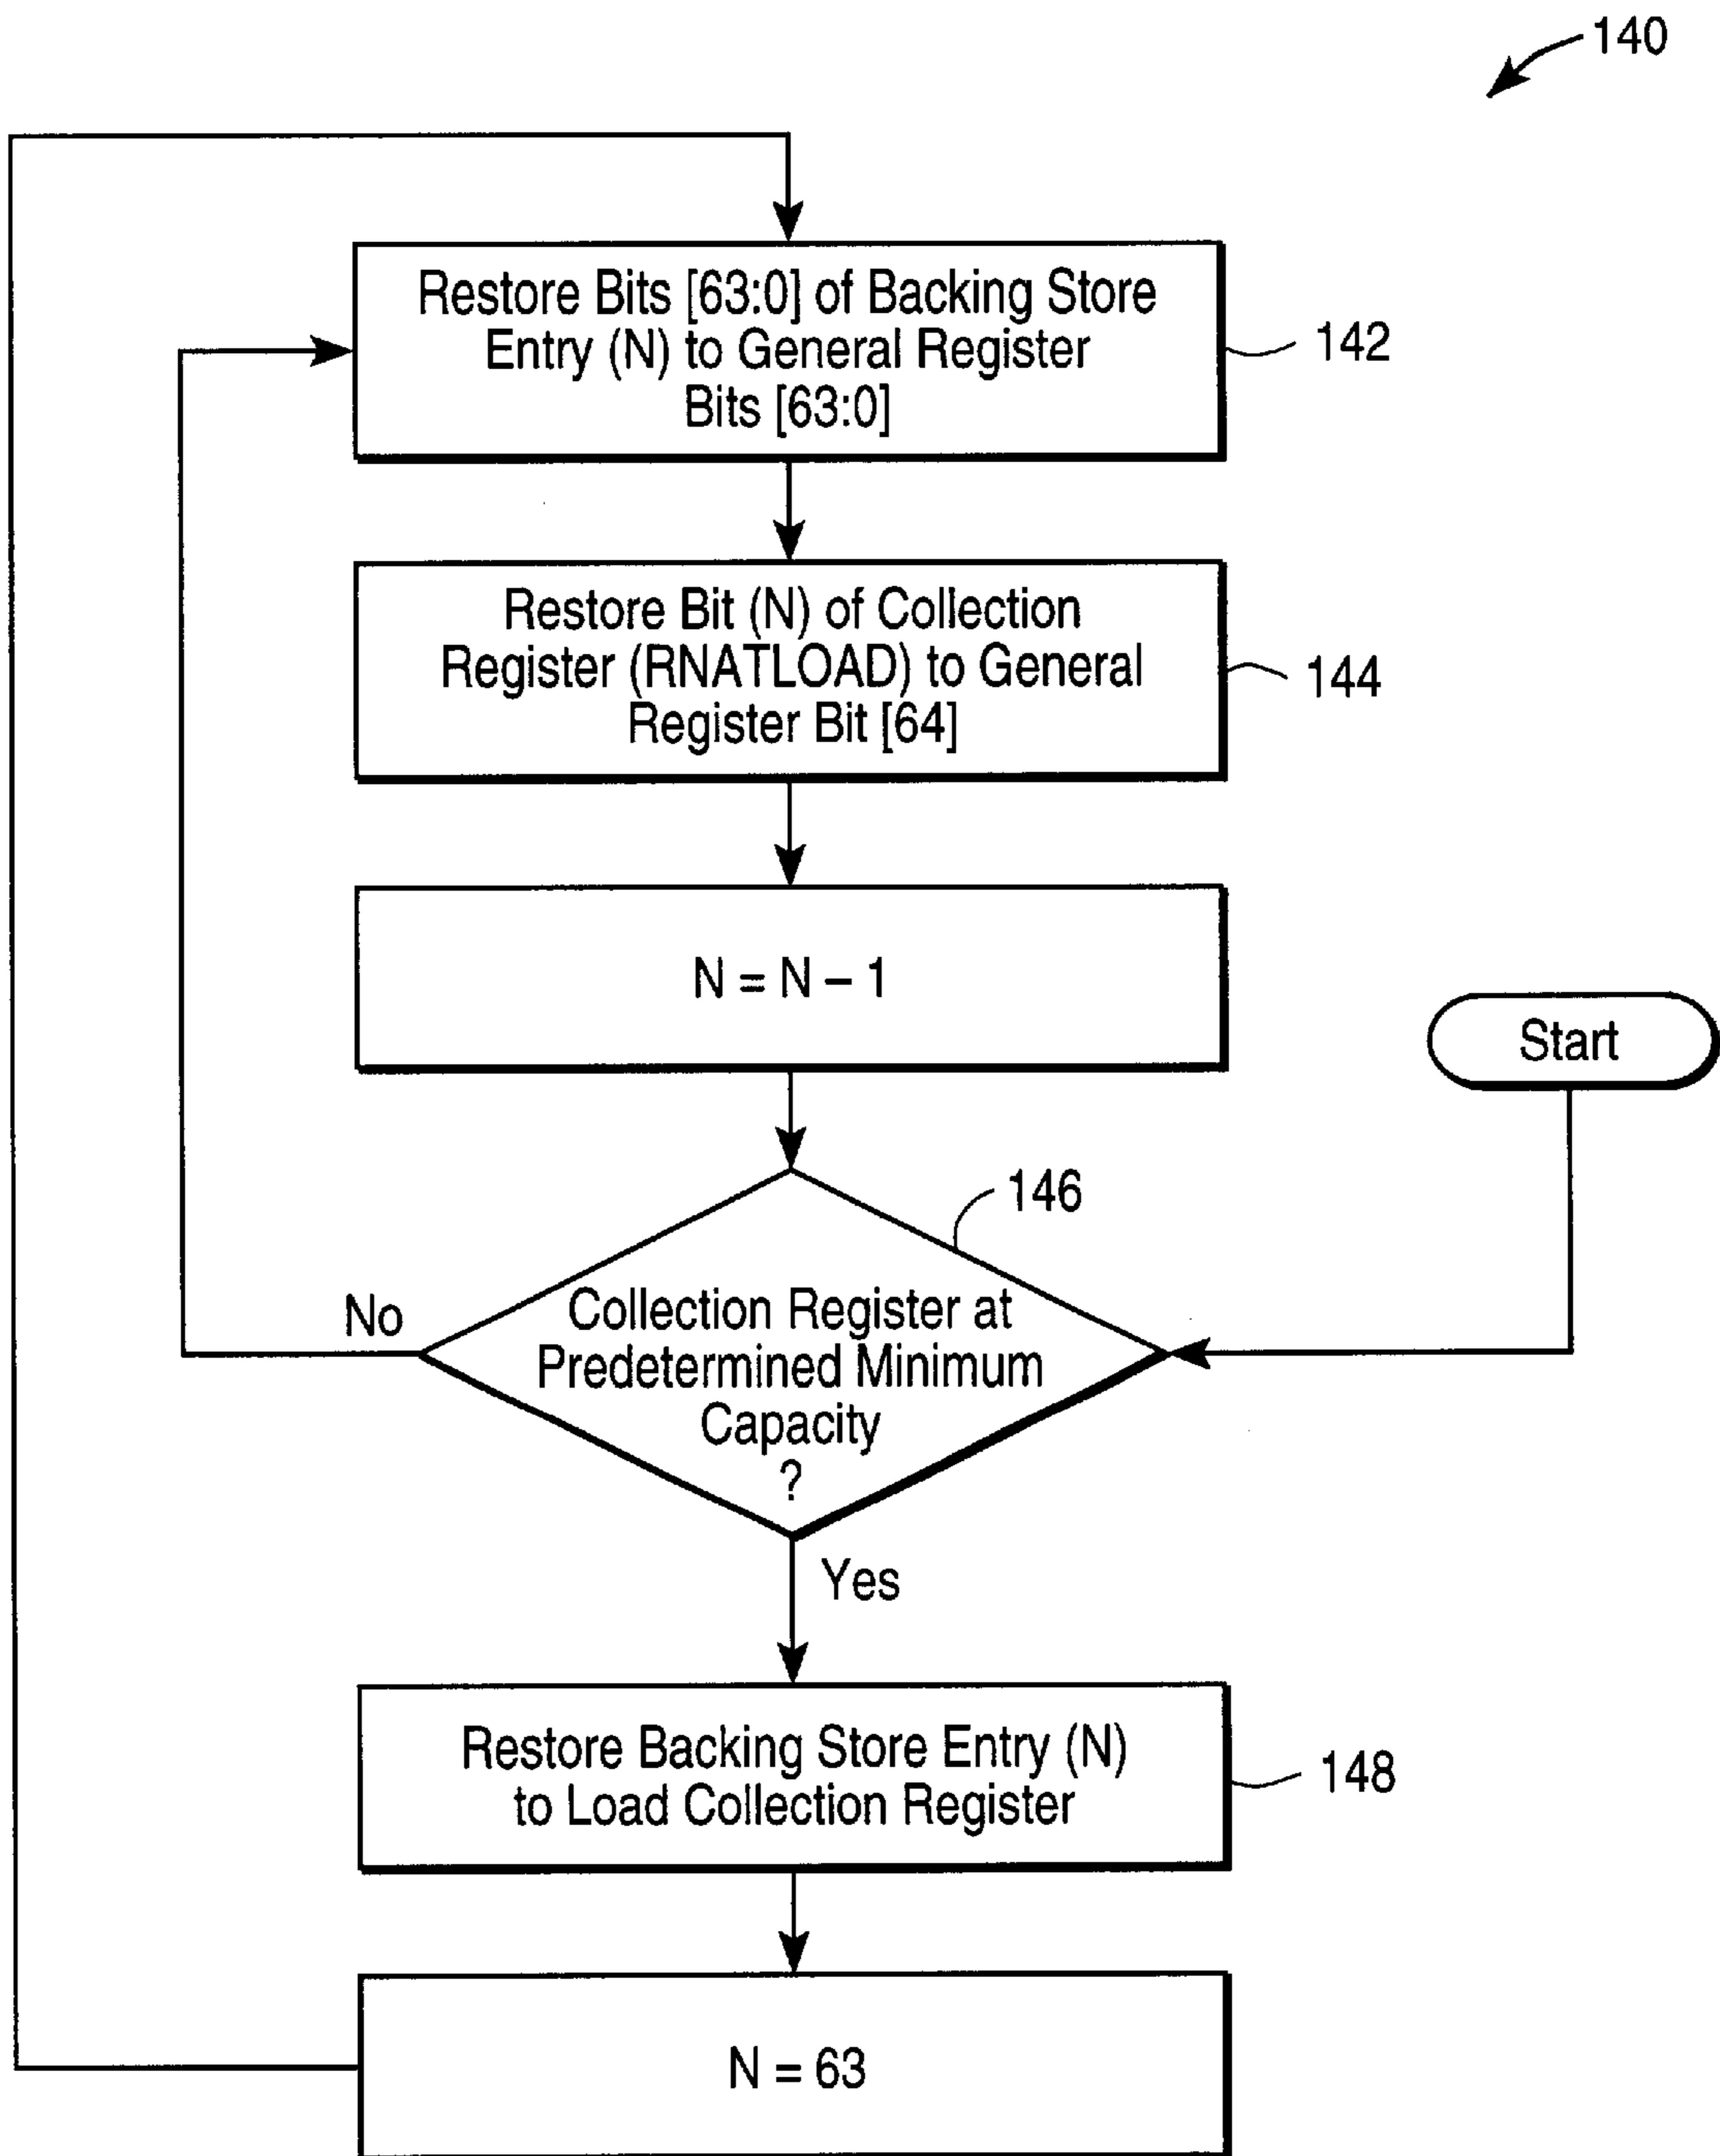 140
Restore Bits [63:0] of Backing Store
Entry (N) to General Register
Bits [63:0]
142
Restore Bit (N) of Collection
Register (RNATLOAD) to General
Register Bit [64]
144
N = N – 1
Start
146
Collection Register at
Predetermined Minimum
Capacity
?
No
Yes
Restore Backing Store Entry (N)
to Load Collection Register
148
N = 63